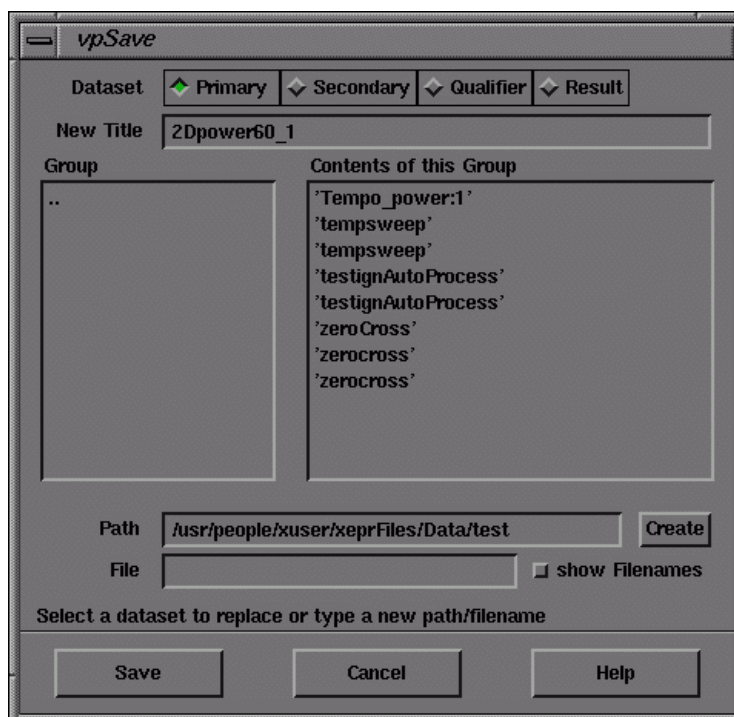 vpSave
Dataset Primary Secondary Qualifier Result
New Title 2Dpower60_1
Group Contents of this Group
.. 'Tempo_power:1'
'tempsweep'
'tempsweep'
'testignAutoProcess'
'testignAutoProcess'
'zeroCross'
'zerocross'
'zerocross'
Path /usr/people/xuser/xeprFiles/Data/test Create
File show Filenames
Select a dataset to replace or type a new path/filename
Save Cancel Help